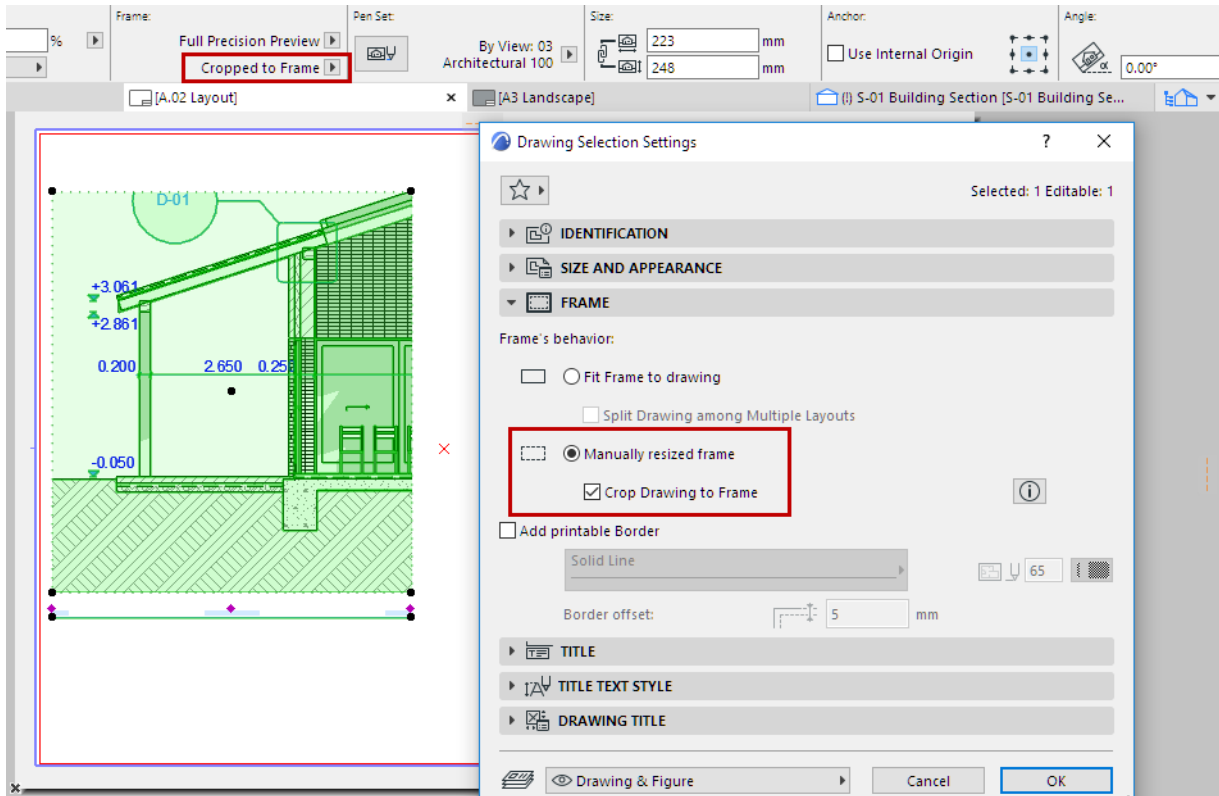 Frame:
Pen Set:
Size:
Anchor:
Angle:
%
Full Precision Preview
Cropped to Frame
By View: 03
Architectural 100
223 mm
248 mm
Use Internal Origin
α
0.00°
[A.02 Layout]
[A3 Landscape]
(!) S-01 Building Section [S-01 Building Se...
D-01
+3.061
+2.861
0.200
2.650
0.25
-0.050
Drawing Selection Settings
?
Selected: 1 Editable: 1
IDENTIFICATION
SIZE AND APPEARANCE
FRAME
Frame's behavior:
Fit Frame to drawing
Split Drawing among Multiple Layouts
Manually resized frame
Crop Drawing to Frame
Add printable Border
Solid Line
65
Border offset:
5 mm
TITLE
TITLE TEXT STYLE
DRAWING TITLE
Drawing & Figure
Cancel
OK